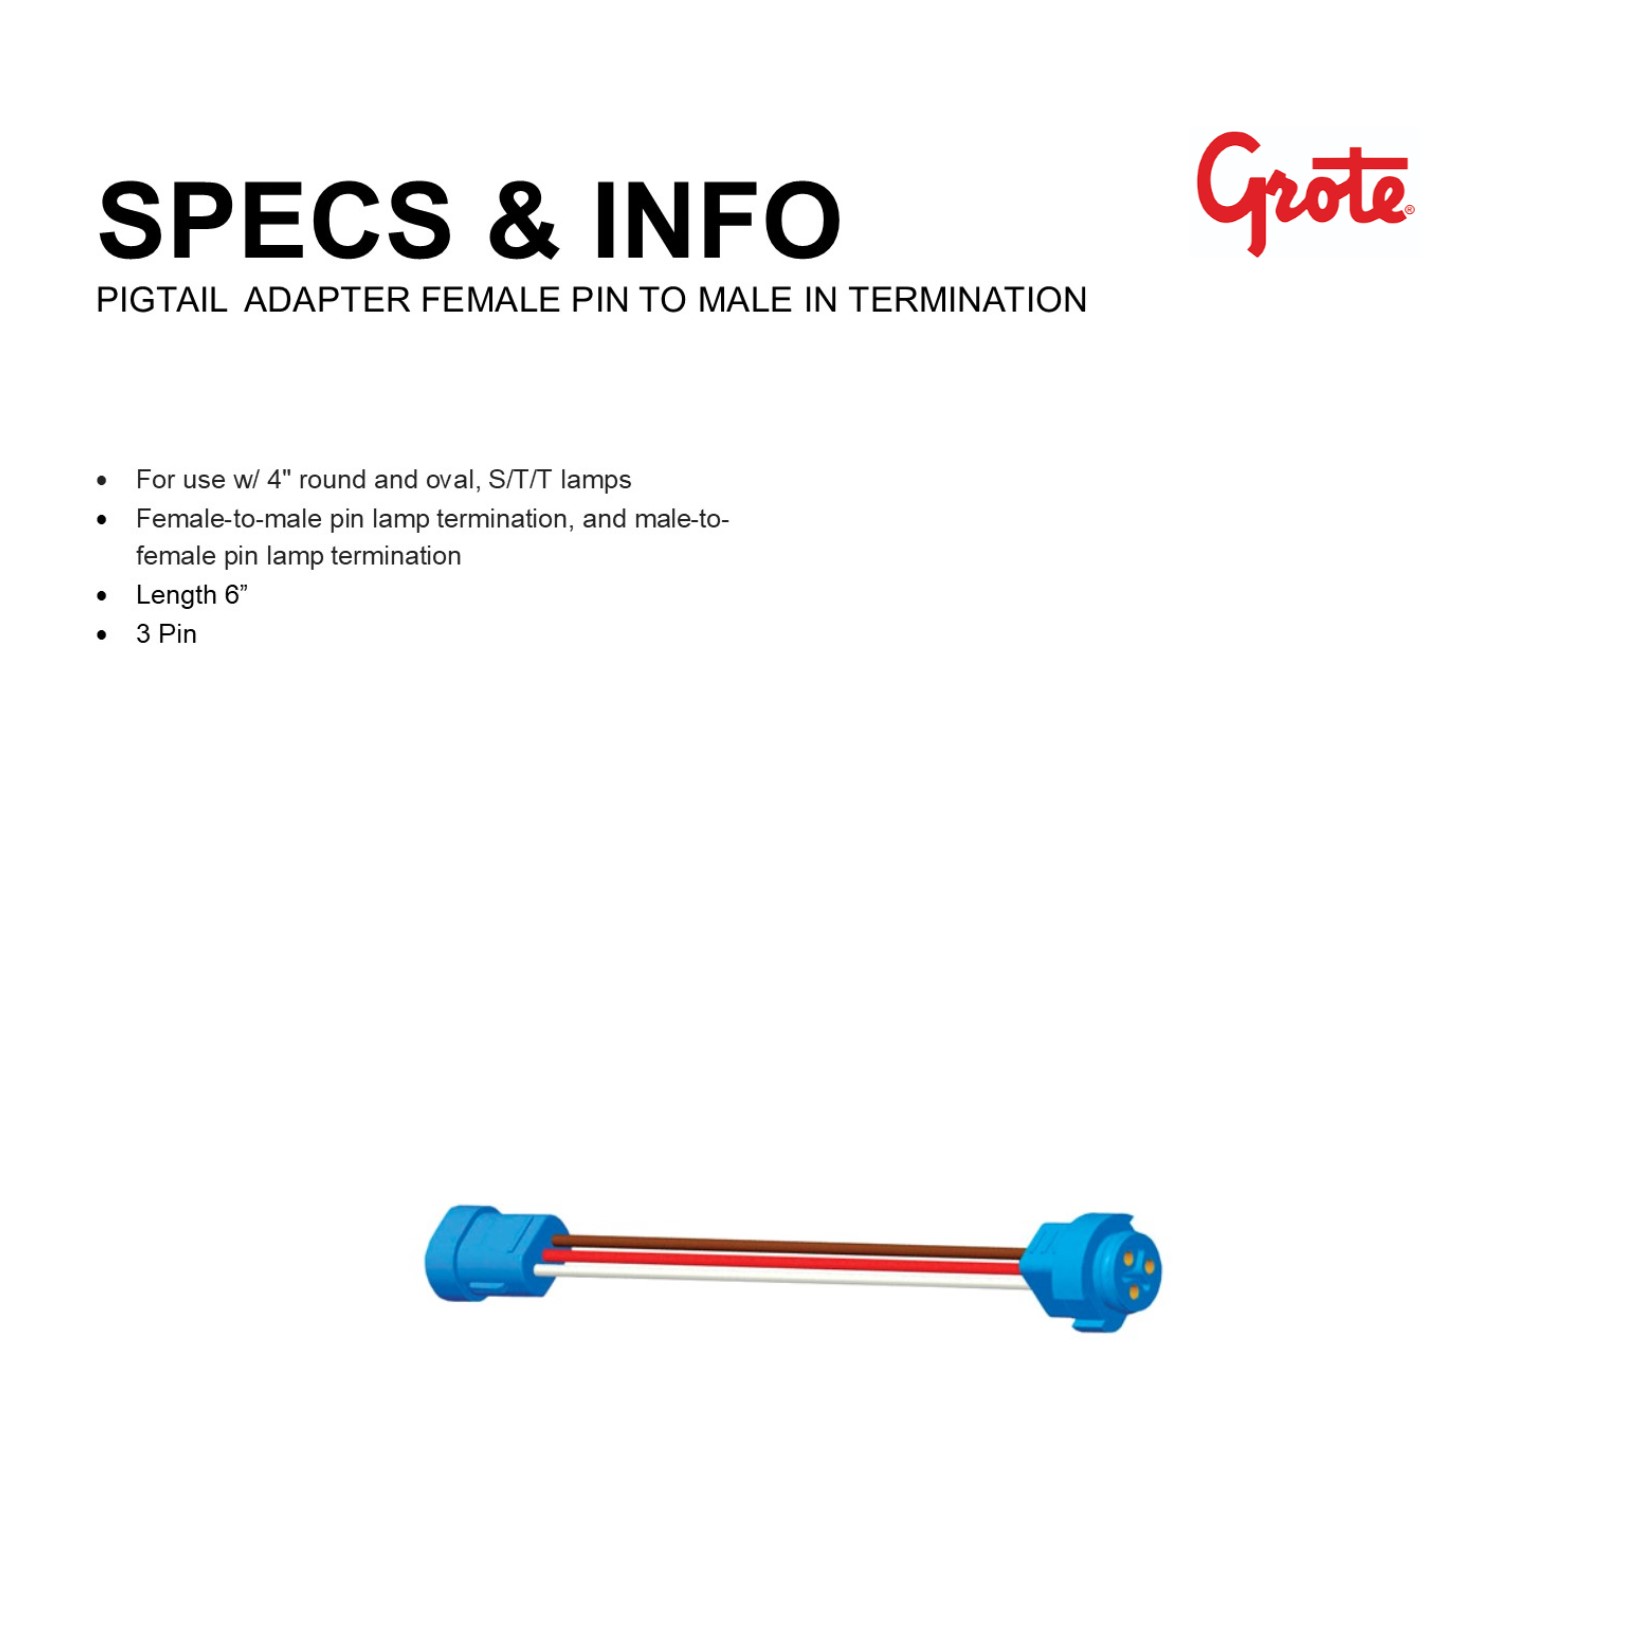 Grote®
SPECS & INFO
PIGTAIL ADAPTER FEMALE PIN TO MALE IN TERMINATION
• For use w/ 4" round and oval, S/T/T lamps
• Female-to-male pin lamp termination, and male-to-
female pin lamp termination
• Length 6”
• 3 Pin